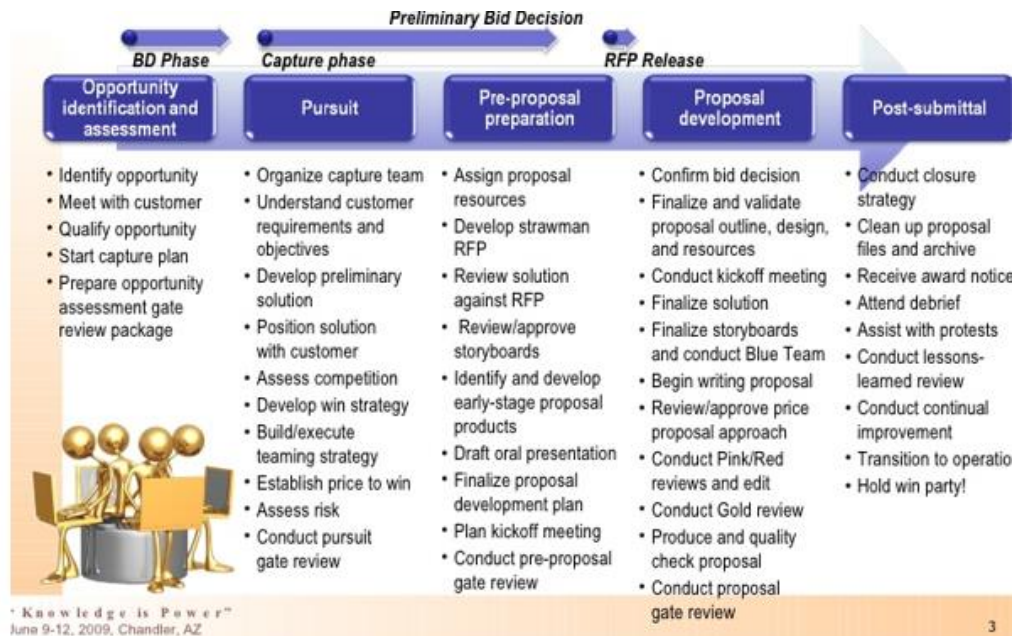 Preliminary Bid Decision
BD Phase
Capture phase
RFP Release
Opportunity
identification and
assessment
Pursuit
Pre-proposal
preparation
Proposal
development
Post-submittal
• Identify opportunity
• Meet with customer
• Qualify opportunity
• Start capture plan
• Prepare opportunity
assessment gate
review package
• Organize capture team
• Understand customer
requirements and
objectives
• Develop preliminary
solution
• Position solution
with customer
• Assess competition
• Develop win strategy
• Build/execute
teaming strategy
• Establish price to win
• Assess risk
• Conduct pursuit
gate review
• Assign proposal
resources
• Develop strawman
RFP
• Review solution
against RFP
• Review/approve
storyboards
• Identify and develop
early-stage proposal
products
• Draft oral presentation
• Finalize proposal
development plan
• Plan kickoff meeting
• Conduct pre-proposal
gate review
• Confirm bid decision
• Finalize and validate
proposal outline, design,
and resources
• Conduct kickoff meeting
• Finalize solution
• Finalize storyboards
and conduct Blue Team
• Begin writing proposal
• Review/approve price
proposal approach
• Conduct Pink/Red
reviews and edit
• Conduct Gold review
• Produce and quality
check proposal
• Conduct proposal
gate review
• Conduct closure
strategy
• Clean up proposal
files and archive
• Receive award notice
• Attend debrief
• Assist with protests
• Conduct lessons-
learned review
• Conduct continual
improvement
• Transition to operatio
• Hold win party!
"Knowledge is Power"
June 9-12, 2009, Chandler, AZ
3